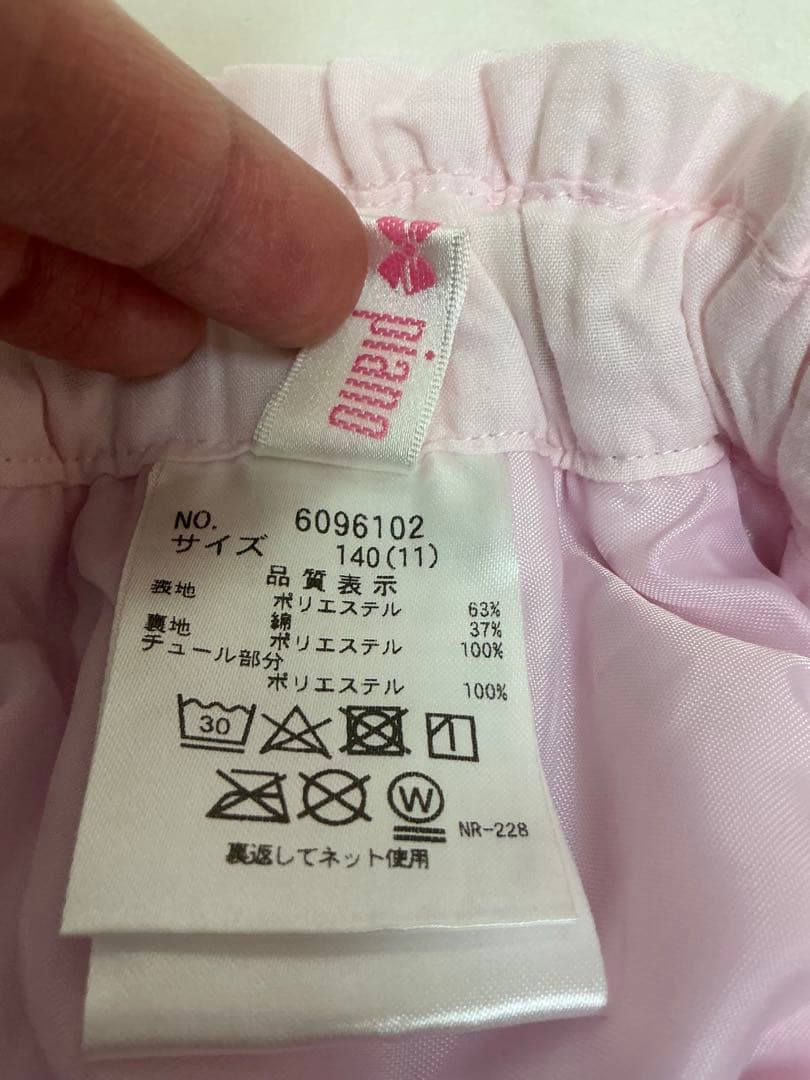 piano
NO. 6096102
サイズ 140(11)
品質表示
表地 ポリエステル 63%
綿 37%
裏地 ポリエステル 100%
チュール部分
ポリエステル 100%
30
W
NR-228
裏返してネット使用